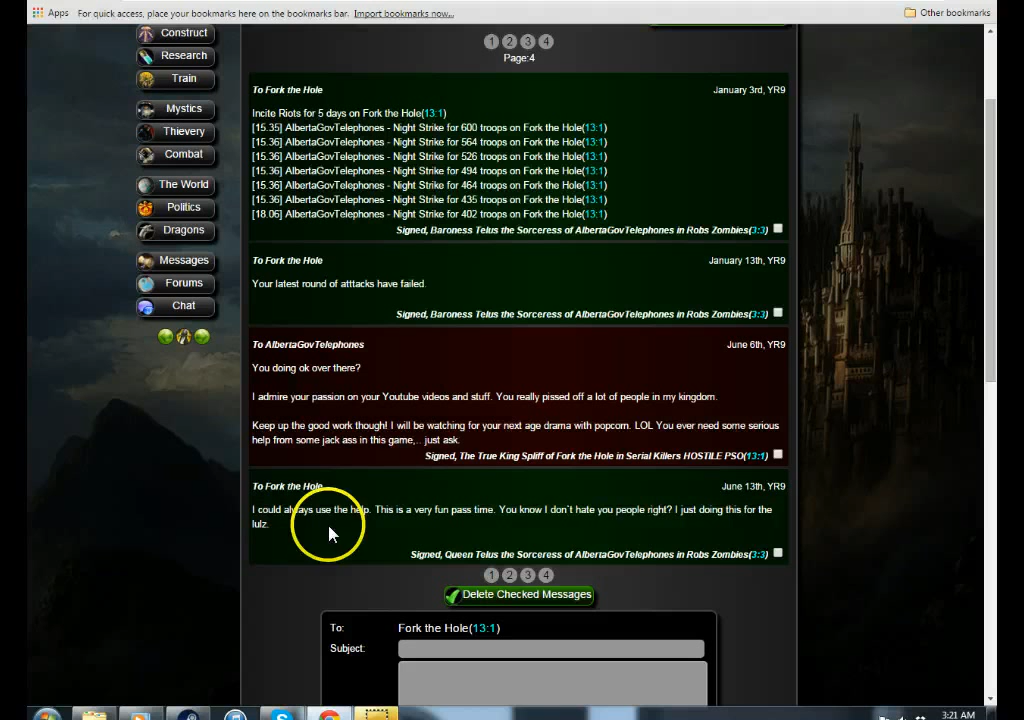 Apps For quick access, place your bookmarks here on the bookmarks bar. Import bookmarks now... Other bookmarks
Construct
Research
Train
Mystics
Thievery
Combat
The World
Politics
Dragons
Messages
Forums
Chat
1 2 3 4
Page:4
To Fork the Hole January 3rd, YR9
Incite Riots for 5 days on Fork the Hole(13:1)
[15.35] AlbertaGovTelephones - Night Strike for 600 troops on Fork the Hole(13:1)
[15.36] AlbertaGovTelephones - Night Strike for 564 troops on Fork the Hole(13:1)
[15.36] AlbertaGovTelephones - Night Strike for 526 troops on Fork the Hole(13:1)
[15.36] AlbertaGovTelephones - Night Strike for 494 troops on Fork the Hole(13:1)
[15.36] AlbertaGovTelephones - Night Strike for 464 troops on Fork the Hole(13:1)
[15.36] AlbertaGovTelephones - Night Strike for 435 troops on Fork the Hole(13:1)
[18.06] AlbertaGovTelephones - Night Strike for 402 troops on Fork the Hole(13:1)
Signed, Baroness Telus the Sorceress of AlbertaGovTelephones in Robs Zombies(3:3)
To Fork the Hole January 13th, YR9
Your latest round of atttacks have failed.
Signed, Baroness Telus the Sorceress of AlbertaGovTelephones in Robs Zombies(3:3)
To AlbertaGovTelephones June 6th, YR9
You doing ok over there?
I admire your passion on your Youtube videos and stuff. You really pissed off a lot of people in my kingdom.
Keep up the good work though! I will be watching for your next age drama with popcorn. LOL You ever need some serious
help from some jack ass in this game,.. just ask.
Signed, The True King Spliff of Fork the Hole in Serial Killers HOSTILE PSO(13:1)
To Fork the Hole June 13th, YR9
I could always use the help. This is a very fun pass time. You know I don`t hate you people right? I just doing this for the
lulz.
Signed, Queen Telus the Sorceress of AlbertaGovTelephones in Robs Zombies(3:3)
1 2 3 4
Delete Checked Messages
To: Fork the Hole(13:1)
Subject:
3:21 AM